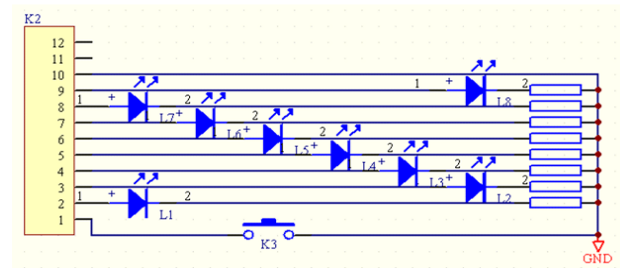 K2
12
11
10
9 1 + 2 L8
8 1 + 2 L7
7 + 2 L6
6 + 2 L5
5 + 2 L4
4 + 2 L3
3 + 2 L2
2 1 + 2 L1
1
K3
GND